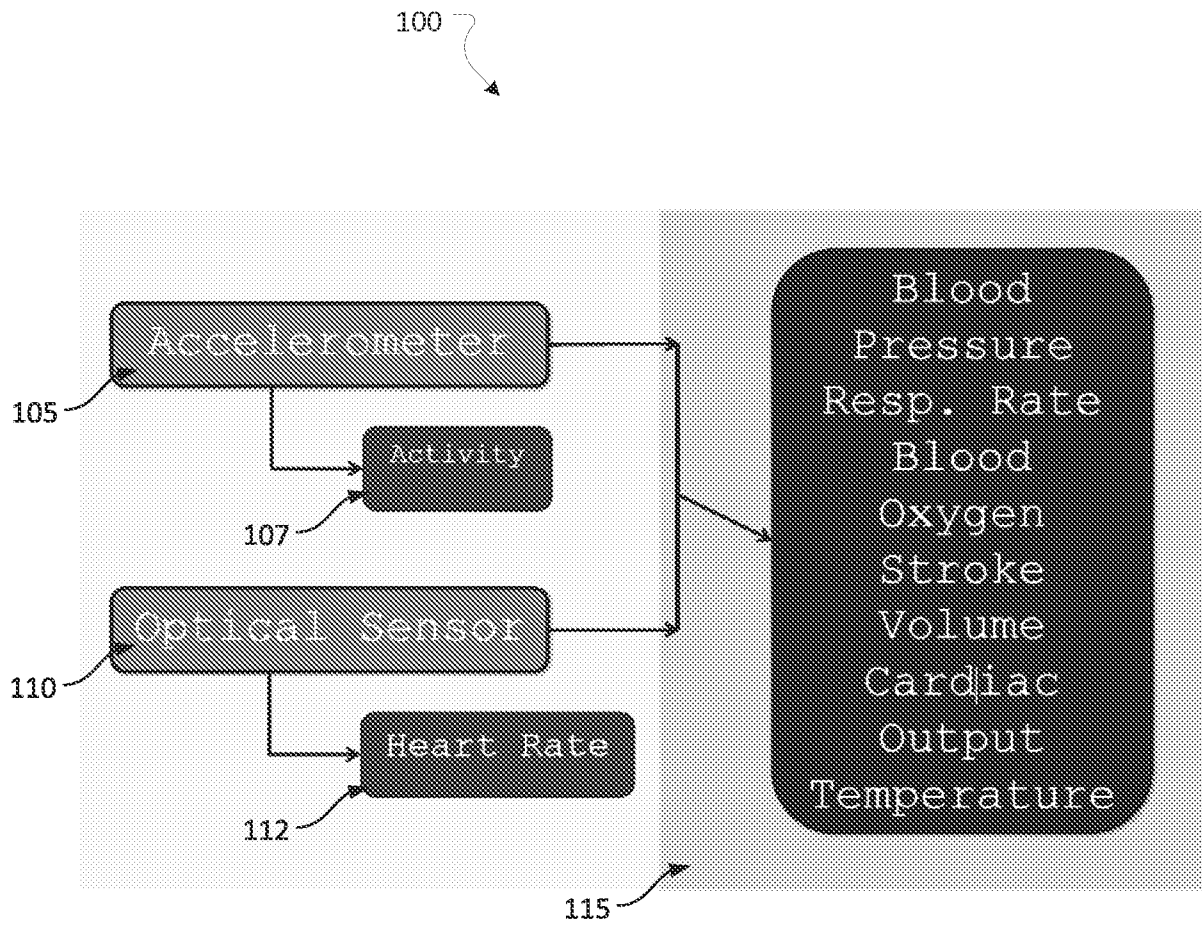 100
Accelerometer
105
Activity
107
Optical Sensor
110
Heart Rate
112
Blood
Pressure
Resp. Rate
Blood
Oxygen
Stroke
Volume
Cardiac
Output
Temperature
115